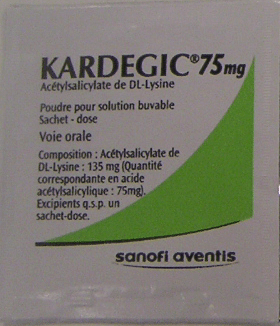 KARDEGIC® 75mg
Acétylsalicylate de DL-Lysine
Poudre pour solution buvable
Sachet - dose
Voie orale
Composition : Acétylsalicylate de
DL-Lysine : 135 mg (Quantité
correspondante en acide
acétylsalicylique : 75mg).
Excipients q.s.p. un
sachet-dose.
sanofi aventis